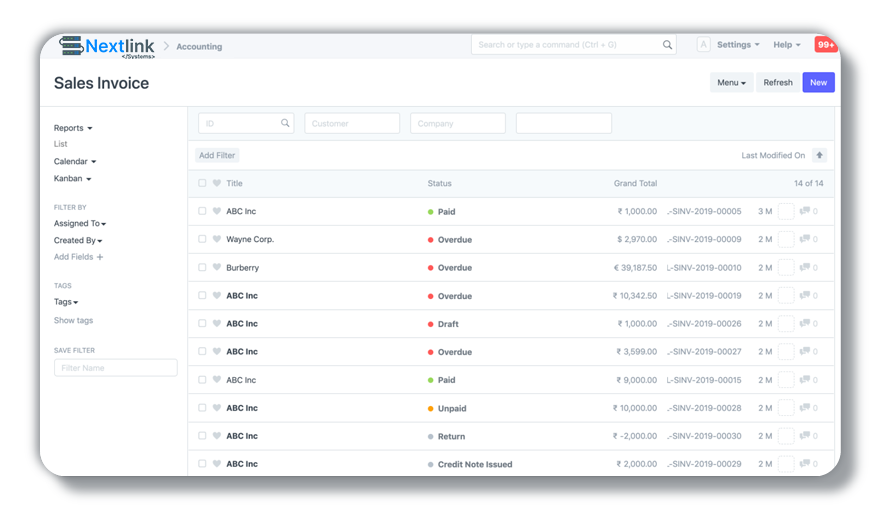 Nextlink
</Systems>
Accounting
Search or type a command (Ctrl + G)
A
Settings
Help
99+
Sales Invoice
Menu
Refresh
New
Reports
List
Calendar
Kanban
FILTER BY
Assigned To
Created By
Add Fields +
TAGS
Tags
Show tags
SAVE FILTER
Filter Name
ID
Customer
Company
Add Filter
Last Modified On
Title Status Grand Total 14 of 14
ABC Inc Paid ₹ 1,000.00 .-SINV-2019-00005 3 M 0
Wayne Corp. Overdue $ 2,970.00 .-SINV-2019-00009 2 M 0
Burberry Overdue € 39,187.50 L-SINV-2019-00010 2 M 0
ABC Inc Overdue ₹ 10,342.50 L-SINV-2019-00019 2 M 0
ABC Inc Draft ₹ 1,000.00 .-SINV-2019-00026 2 M 0
ABC Inc Overdue ₹ 3,599.00 .-SINV-2019-00027 2 M 0
ABC Inc Paid ₹ 9,000.00 L-SINV-2019-00015 2 M 0
ABC Inc Unpaid ₹ 10,000.00 .-SINV-2019-00028 2 M 0
ABC Inc Return ₹ -2,000.00 .-SINV-2019-00030 2 M 0
ABC Inc Credit Note Issued ₹ 2,000.00 .-SINV-2019-00029 2 M 0